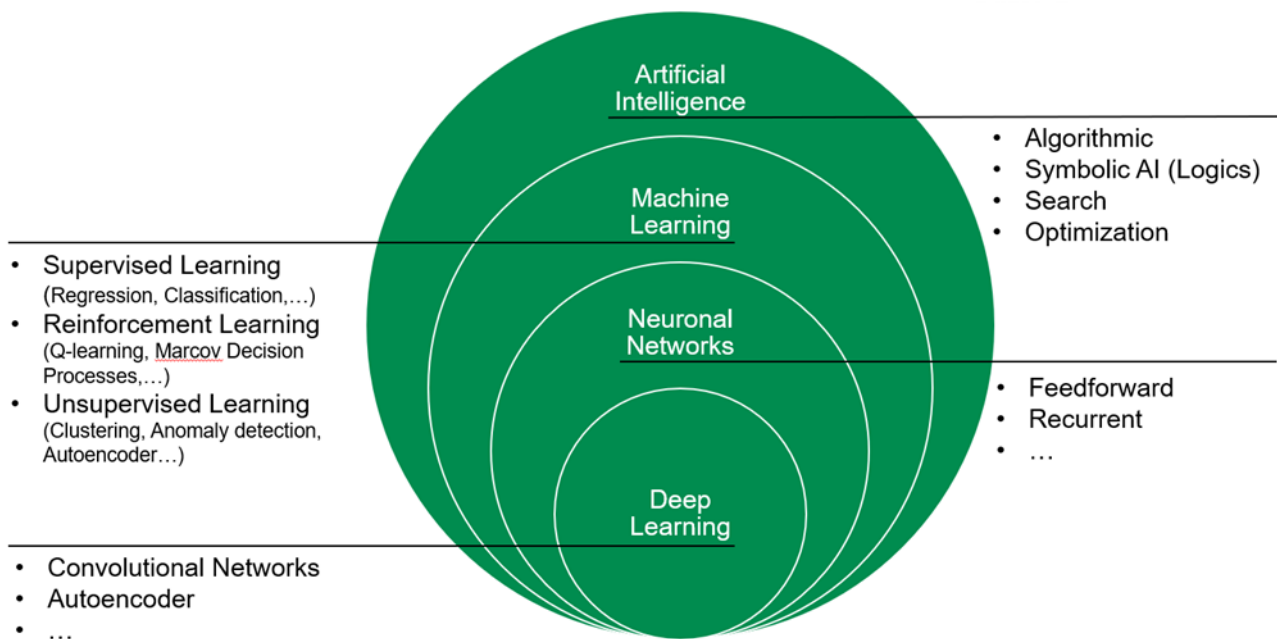 Artificial
Intelligence
• Algorithmic
• Symbolic AI (Logics)
• Search
• Optimization
Machine
Learning
• Supervised Learning
(Regression, Classification,…)
• Reinforcement Learning
(Q-learning, Marcov Decision
Processes,…)
• Unsupervised Learning
(Clustering, Anomaly detection,
Autoencoder…)
Neuronal
Networks
• Feedforward
• Recurrent
• …
Deep
Learning
• Convolutional Networks
• Autoencoder
• …